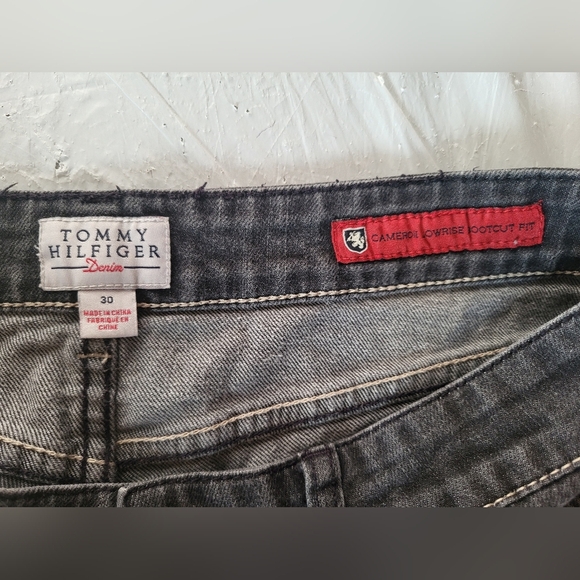 TOMMY
HILFIGER
Denim
30
MADE IN CHINA
FABRIQUÉ EN
CHINE
CAMERON LOWRISE BOOTCUT FIT